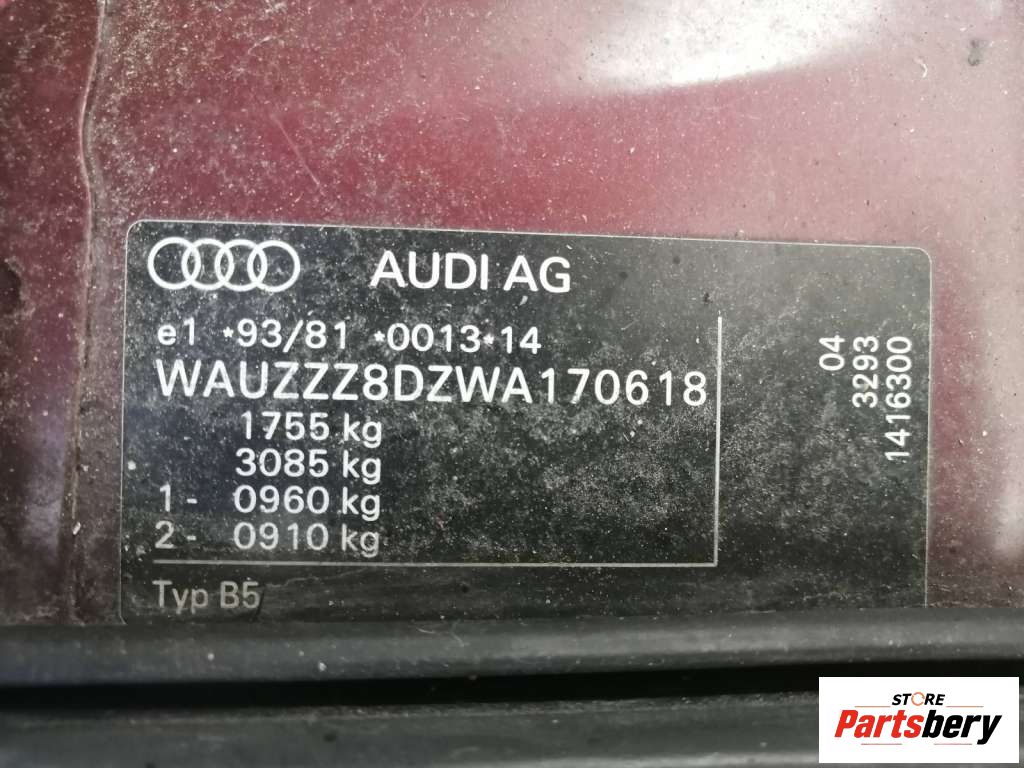 AUDI AG
e1 *93/81 *0013*14
WAUZZZ8DZWA170618
1755 kg
3085 kg
1- 0960 kg
2- 0910 kg
Typ B5
04
3293
1416300
STORE
Partsbery